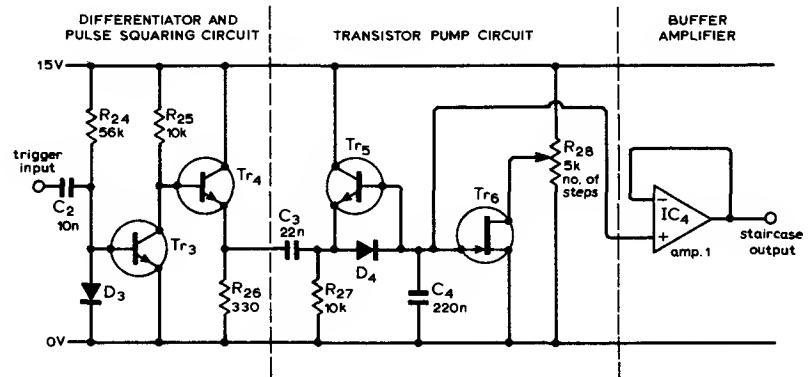 DIFFERENTIATOR AND
PULSE SQUARING CIRCUIT
TRANSISTOR PUMP CIRCUIT
BUFFER
AMPLIFIER
15V
R24
56k
R25
10k
trigger
input
C2
10n
Tr3
Tr4
D3
R26
330
C3
22n
Tr5
R27
10k
D4
C4
220n
Tr6
R28
5k
no. of
steps
−
IC4
+
amp.1
staircase
output
0V